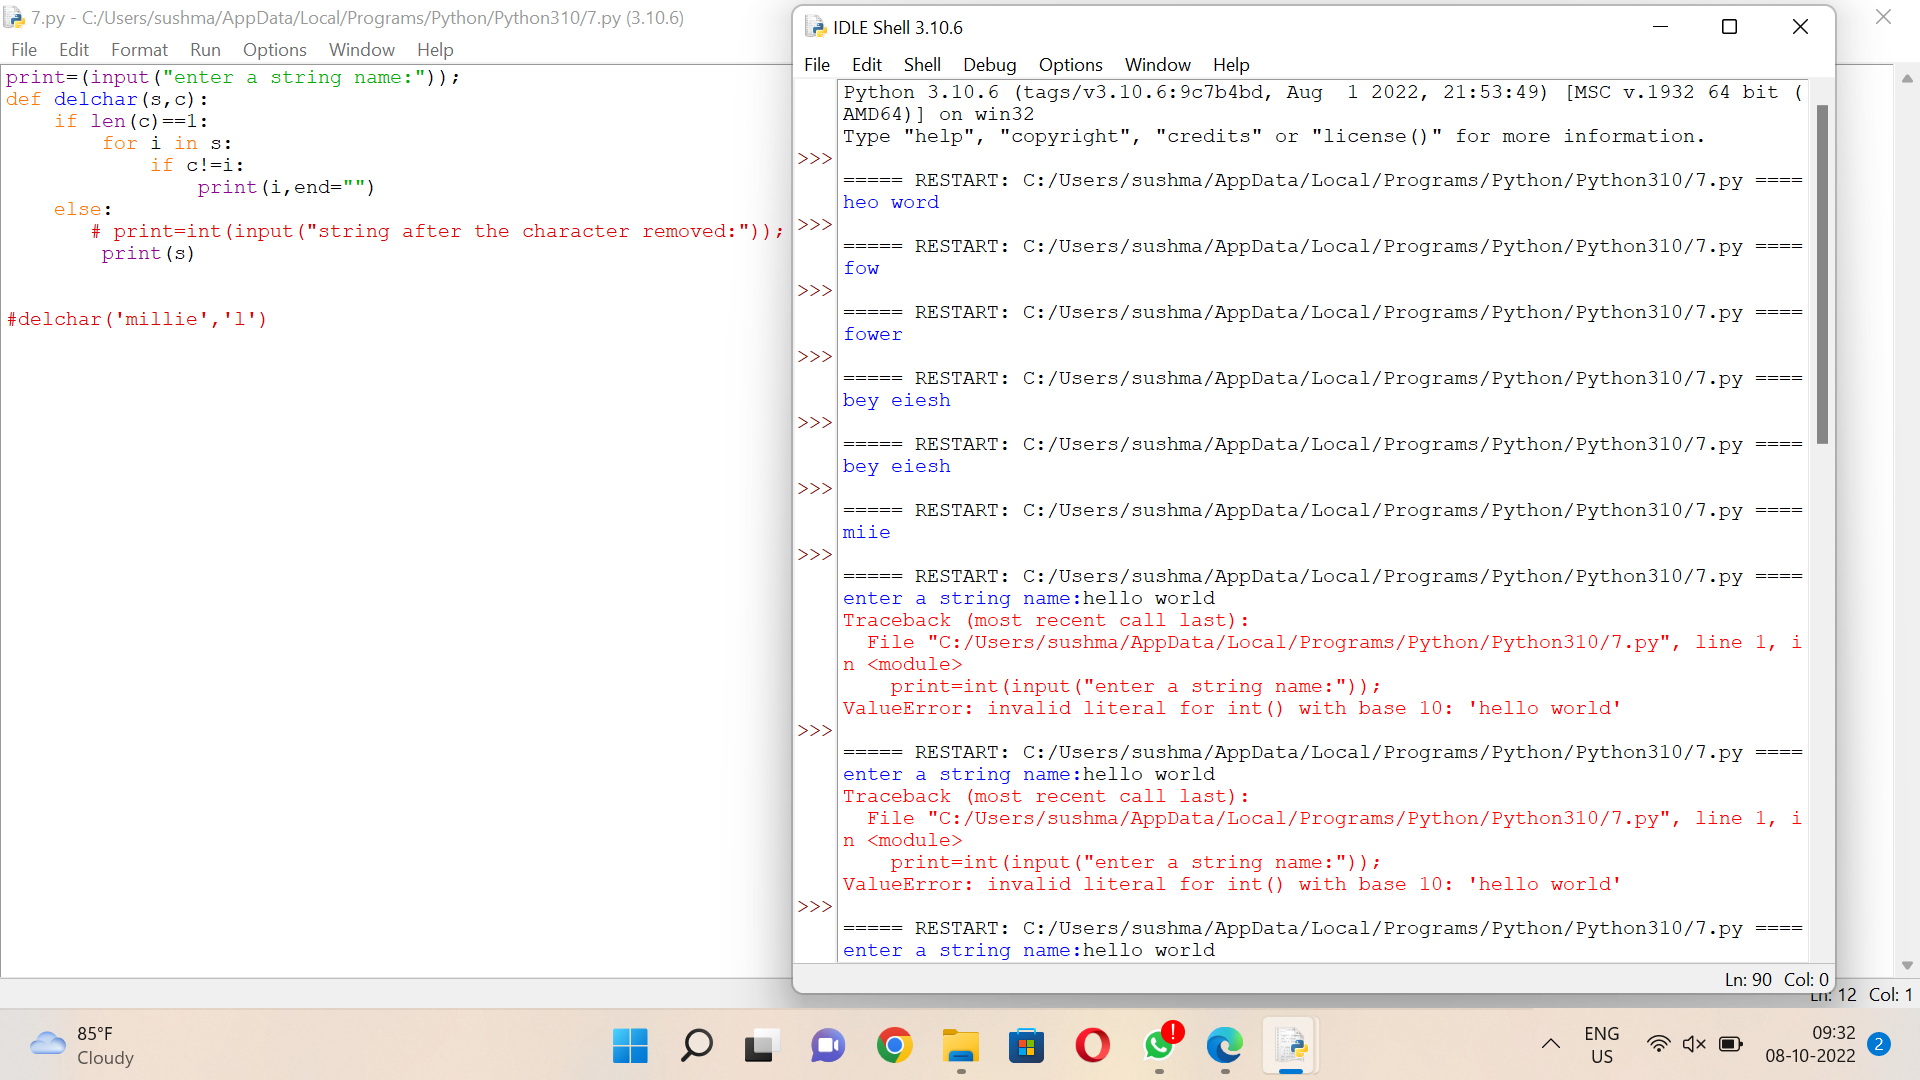 7.py - C:/Users/sushma/AppData/Local/Programs/Python/Python310/7.py (3.10.6)
File Edit Format Run Options Window Help
print=(input("enter a string name:"));
def delchar(s,c):
    if len(c)==1:
        for i in s:
            if c!=i:
                print(i,end="")
    else:
       # print=int(input("string after the character removed:"));
        print(s)
#delchar('millie','l')
IDLE Shell 3.10.6
File Edit Shell Debug Options Window Help
Python 3.10.6 (tags/v3.10.6:9c7b4bd, Aug  1 2022, 21:53:49) [MSC v.1932 64 bit (
AMD64)] on win32
Type "help", "copyright", "credits" or "license()" for more information.
>>>
===== RESTART: C:/Users/sushma/AppData/Local/Programs/Python/Python310/7.py ====
heo word
>>>
===== RESTART: C:/Users/sushma/AppData/Local/Programs/Python/Python310/7.py ====
fow
>>>
===== RESTART: C:/Users/sushma/AppData/Local/Programs/Python/Python310/7.py ====
fower
>>>
===== RESTART: C:/Users/sushma/AppData/Local/Programs/Python/Python310/7.py ====
bey eiesh
>>>
===== RESTART: C:/Users/sushma/AppData/Local/Programs/Python/Python310/7.py ====
bey eiesh
>>>
===== RESTART: C:/Users/sushma/AppData/Local/Programs/Python/Python310/7.py ====
miie
>>>
===== RESTART: C:/Users/sushma/AppData/Local/Programs/Python/Python310/7.py ====
enter a string name:hello world
Traceback (most recent call last):
  File "C:/Users/sushma/AppData/Local/Programs/Python/Python310/7.py", line 1, i
n <module>
    print=int(input("enter a string name:"));
ValueError: invalid literal for int() with base 10: 'hello world'
>>>
===== RESTART: C:/Users/sushma/AppData/Local/Programs/Python/Python310/7.py ====
enter a string name:hello world
Traceback (most recent call last):
  File "C:/Users/sushma/AppData/Local/Programs/Python/Python310/7.py", line 1, i
n <module>
    print=int(input("enter a string name:"));
ValueError: invalid literal for int() with base 10: 'hello world'
>>>
===== RESTART: C:/Users/sushma/AppData/Local/Programs/Python/Python310/7.py ====
enter a string name:hello world
Ln: 90 Col: 0
Ln: 12 Col: 1
85°F
Cloudy
ENG
US
09:32
08-10-2022
2